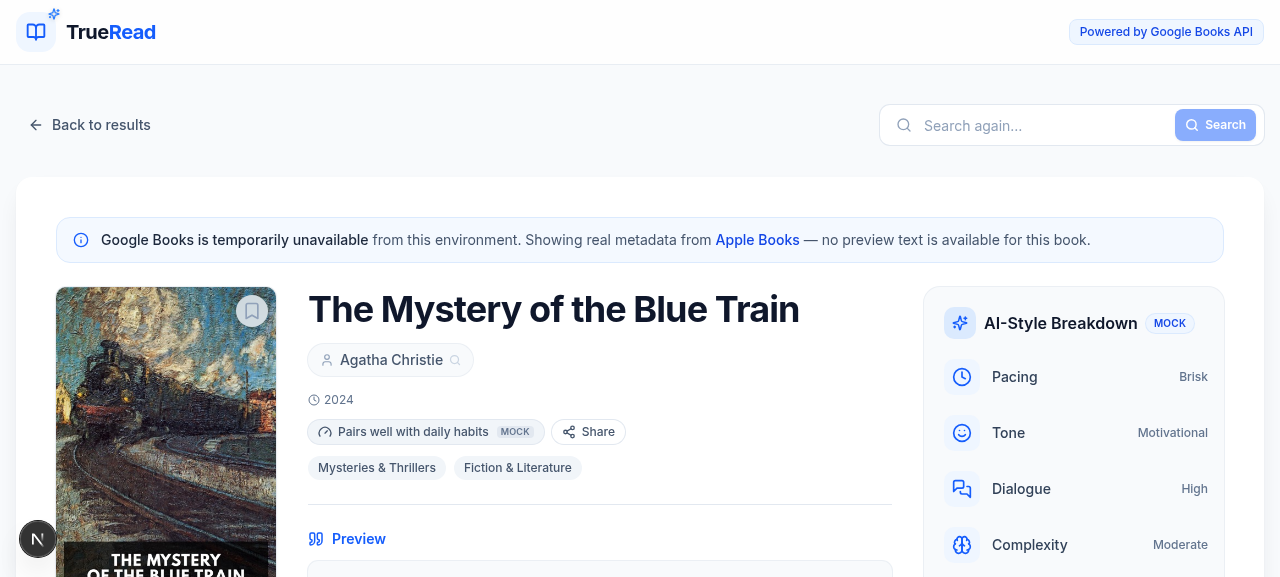 TrueRead
Powered by Google Books API
Back to results
Search again...
Search
Google Books is temporarily unavailable from this environment. Showing real metadata from Apple Books — no preview text is available for this book.
THE MYSTERY
OF THE BLUE TRAIN
The Mystery of the Blue Train
Agatha Christie
2024
Pairs well with daily habits MOCK
Share
Mysteries & Thrillers
Fiction & Literature
Preview
AI-Style Breakdown MOCK
Pacing Brisk
Tone Motivational
Dialogue High
Complexity Moderate
N